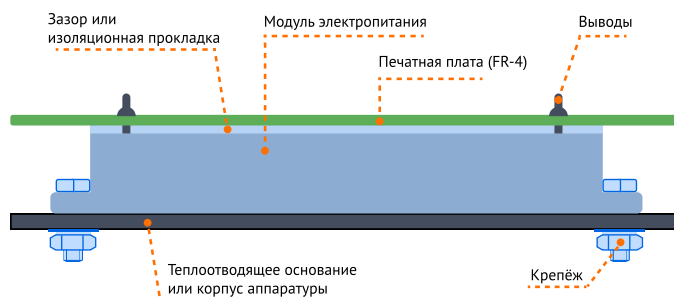 Зазор или
изоляционная прокладка
Модуль электропитания
Выводы
Печатная плата (FR-4)
Теплоотводящее основание
или корпус аппаратуры
Крепёж